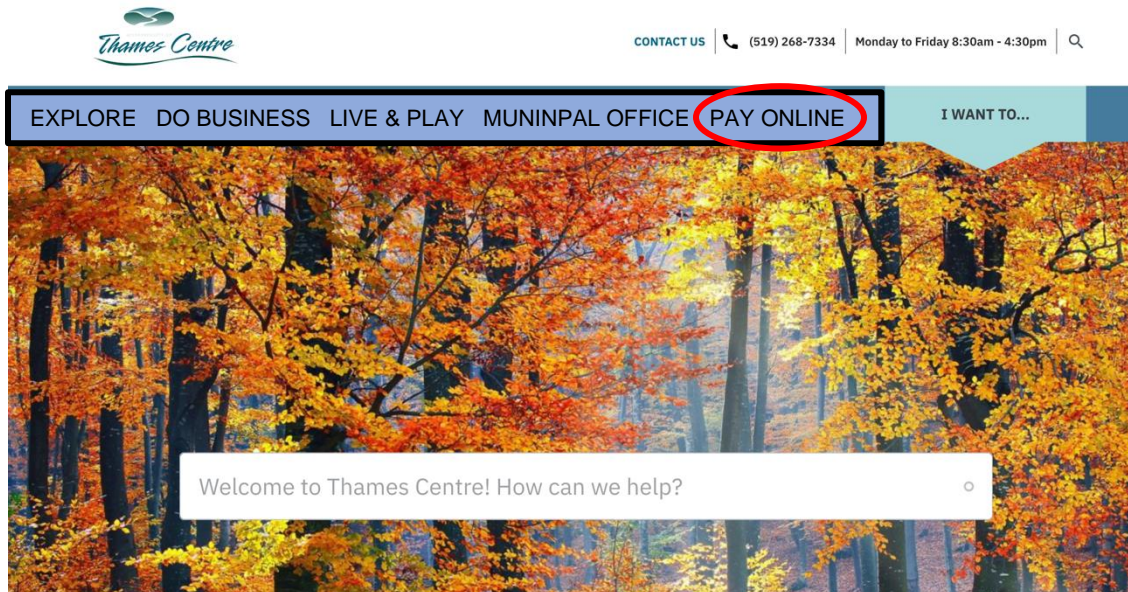 Thames Centre
CONTACT US (519) 268-7334 Monday to Friday 8:30am - 4:30pm
EXPLORE DO BUSINESS LIVE & PLAY MUNINPAL OFFICE PAY ONLINE I WANT TO...
Welcome to Thames Centre! How can we help?